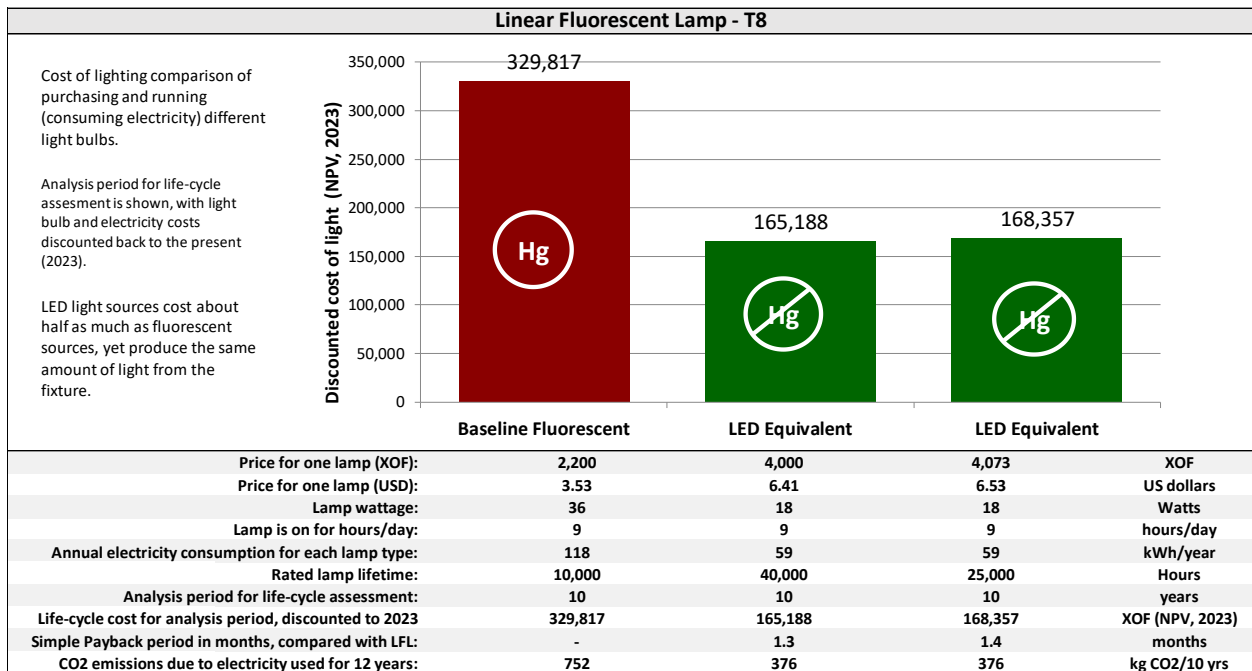 Linear Fluorescent Lamp - T8
Cost of lighting comparison of
purchasing and running
(consuming electricity) different
light bulbs.
Analysis period for life-cycle
assesment is shown, with light
bulb and electricity costs
discounted back to the present
(2023).
LED light sources cost about
half as much as fluorescent
sources, yet produce the same
amount of light from the
fixture.
Discounted cost of light (NPV, 2023)
350,000
300,000
250,000
200,000
150,000
100,000
50,000
0
329,817
165,188
168,357
Hg
Hg
Hg
Baseline Fluorescent LED Equivalent LED Equivalent
Price for one lamp (XOF): 2,200 4,000 4,073 XOF
Price for one lamp (USD): 3.53 6.41 6.53 US dollars
Lamp wattage: 36 18 18 Watts
Lamp is on for hours/day: 9 9 9 hours/day
Annual electricity consumption for each lamp type: 118 59 59 kWh/year
Rated lamp lifetime: 10,000 40,000 25,000 Hours
Analysis period for life-cycle assessment: 10 10 10 years
Life-cycle cost for analysis period, discounted to 2023 329,817 165,188 168,357 XOF (NPV, 2023)
Simple Payback period in months, compared with LFL: - 1.3 1.4 months
CO2 emissions due to electricity used for 12 years: 752 376 376 kg CO2/10 yrs